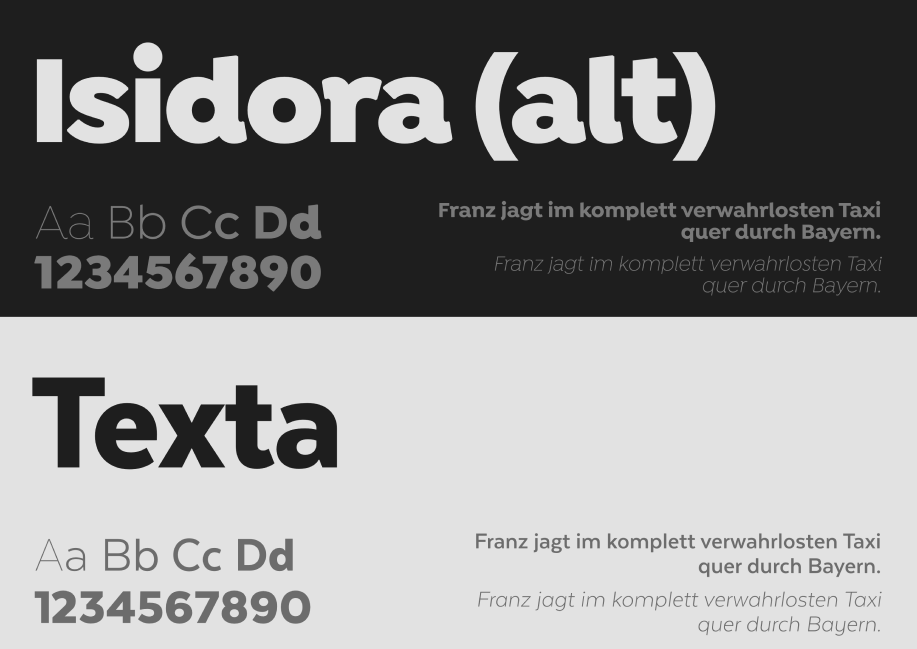 Isidora (alt)
Aa Bb Cc Dd
1234567890
Franz jagt im komplett verwahrlosten Taxi
quer durch Bayern.
Franz jagt im komplett verwahrlosten Taxi
quer durch Bayern.
Texta
Aa Bb Cc Dd
1234567890
Franz jagt im komplett verwahrlosten Taxi
quer durch Bayern.
Franz jagt im komplett verwahrlosten Taxi
quer durch Bayern.